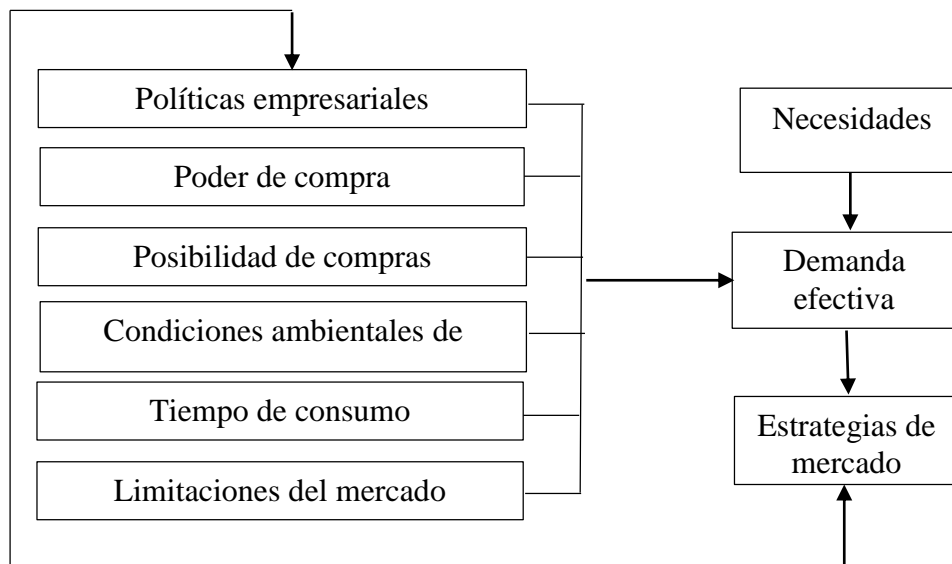 Políticas empresariales
Poder de compra
Posibilidad de compras
Condiciones ambientales de
Tiempo de consumo
Limitaciones del mercado
Necesidades
Demanda
efectiva
Estrategias de
mercado